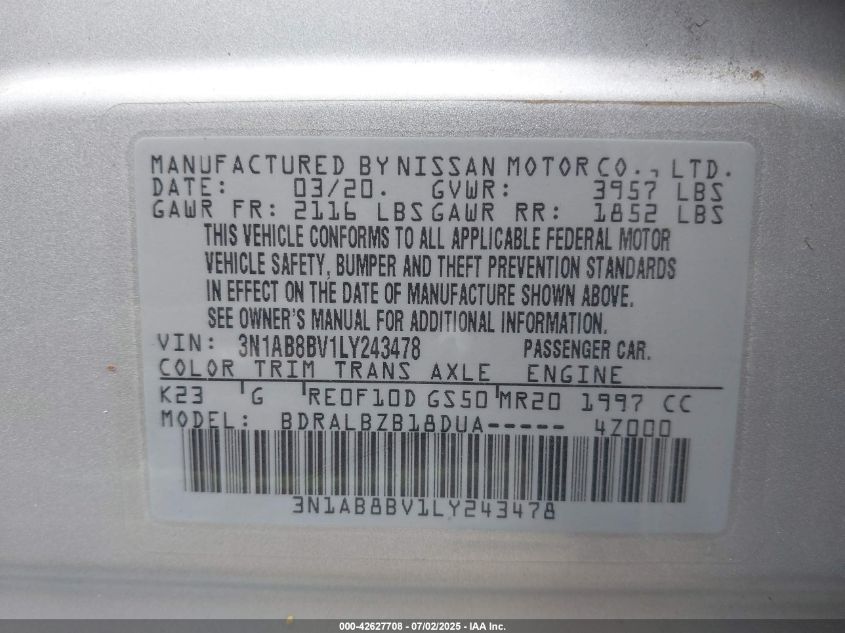 MANUFACTURED BY NISSAN MOTOR CO., LTD.
DATE: 03/20. GVWR: 3957 LBS
GAWR FR: 2116 LBS GAWR RR: 1852 LBS
THIS VEHICLE CONFORMS TO ALL APPLICABLE FEDERAL MOTOR
VEHICLE SAFETY, BUMPER AND THEFT PREVENTION STANDARDS
IN EFFECT ON THE DATE OF MANUFACTURE SHOWN ABOVE.
SEE OWNER'S MANUAL FOR ADDITIONAL INFORMATION.
VIN: 3N1AB8BV1LY243478 PASSENGER CAR.
COLOR TRIM TRANS AXLE ENGINE
K23 G RE0F10D GS50 MR20 1997 CC
MODEL: BDRALBZB18DUA----- 4Z000
3N1AB8BV1LY243478
000-42627708 - 07/02/2025 - IAA Inc.